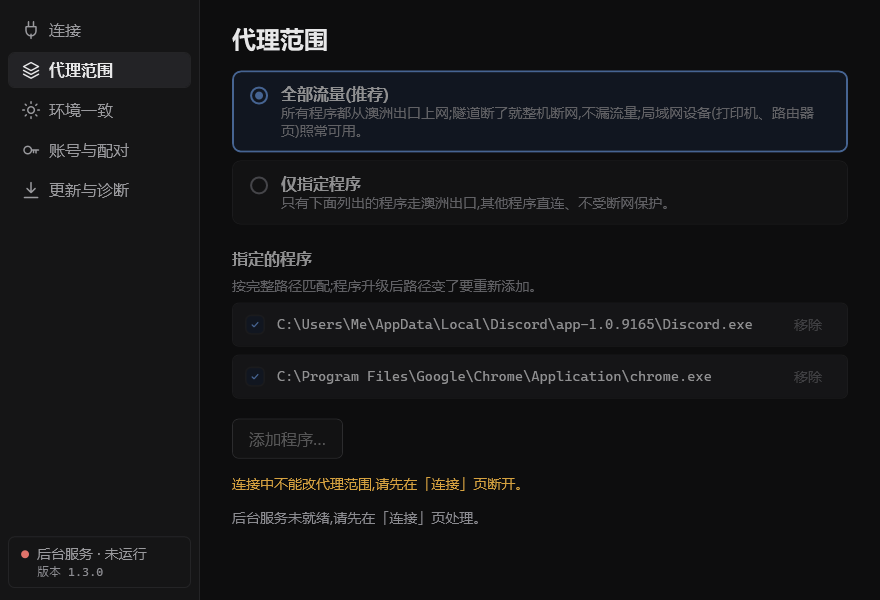 连接
代理范围
环境一致
账号与配对
更新与诊断
后台服务 · 未运行
版本 1.3.0
代理范围
全部流量(推荐)
所有程序都从澳洲出口上网;隧道断了就整机断网,不漏流量;局域网设备(打印机、路由器
页)照常可用。
仅指定程序
只有下面列出的程序走澳洲出口,其他程序直连、不受断网保护。
指定的程序
按完整路径匹配;程序升级后路径变了要重新添加。
C:\Users\Me\AppData\Local\Discord\app-1.0.9165\Discord.exe 移除
C:\Program Files\Google\Chrome\Application\chrome.exe 移除
添加程序...
连接中不能改代理范围,请先在「连接」页断开。
后台服务未就绪,请先在「连接」页处理。